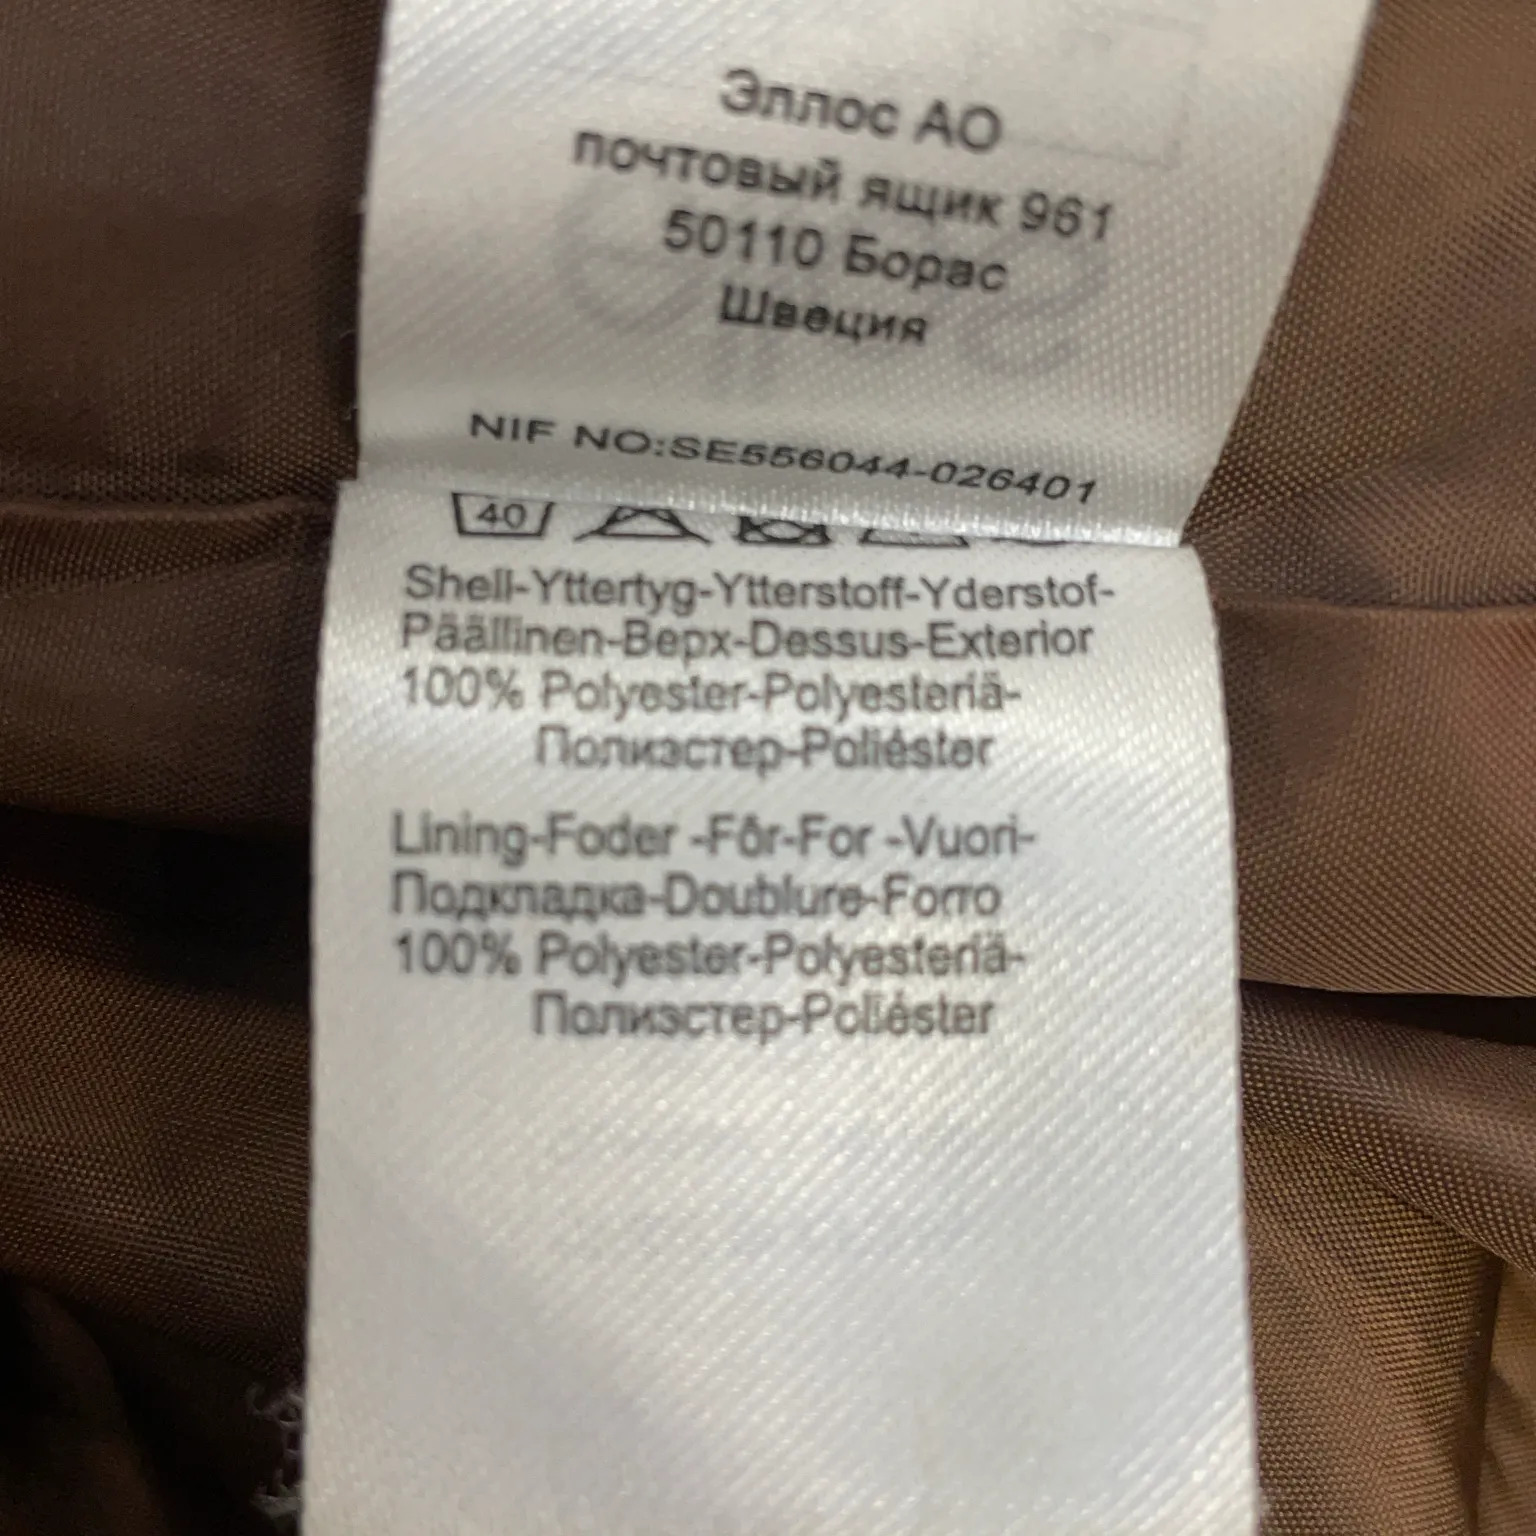 Эллос АО
почтовый ящик 961
50110 Борас
Швеция
NIF NO:SE556044-026401
40
Shell-Yttertyg-Ytterstoff-Yderstof-
Päällinen-Верх-Dessus-Exterior
100% Polyester-Polyesteriä-
Полиэстер-Poliéster
Lining-Foder -Fôr-For -Vuori-
Подкладка-Doublure-Forro
100% Polyester-Polyesteriä-
Полиэстер-Poliéster